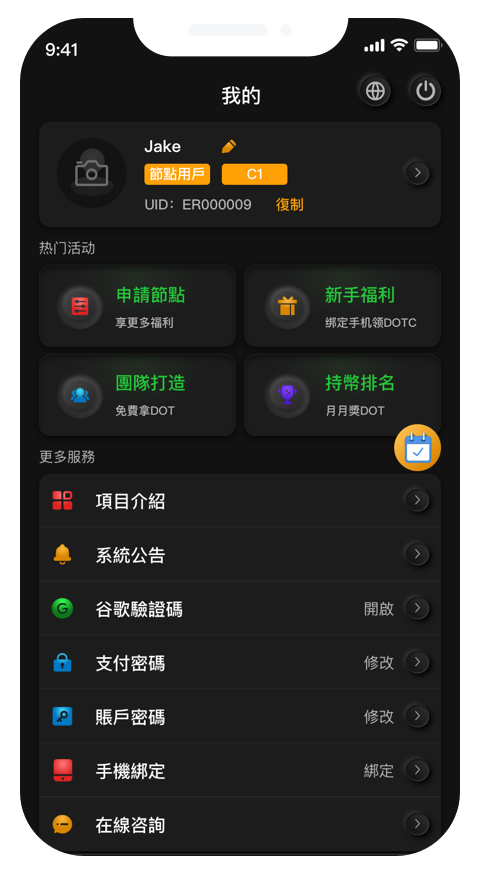 9:41
我的
Jake
節點用戶 C1
UID：ER000009 復制
热门活动
申請節點
享更多福利
新手福利
綁定手机领DOTC
團隊打造
免費拿DOT
持幣排名
月月獎DOT
更多服務
項目介紹
系統公告
谷歌驗證碼 開啟
支付密碼 修改
賬戶密碼 修改
手機綁定 綁定
在線咨詢